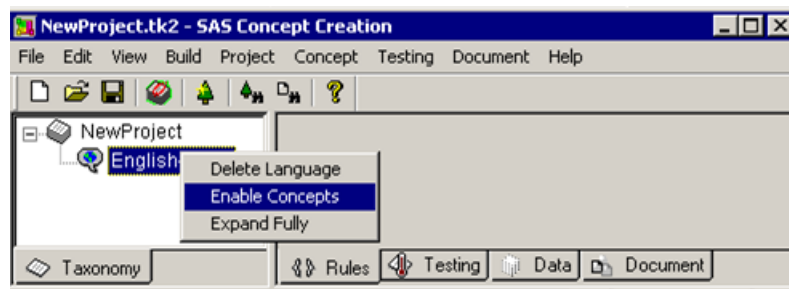 NewProject.tk2 - SAS Concept Creation
File Edit View Build Project Concept Testing Document Help
NewProject
English
Delete Language
Enable Concepts
Expand Fully
Taxonomy
Rules Testing Data Document